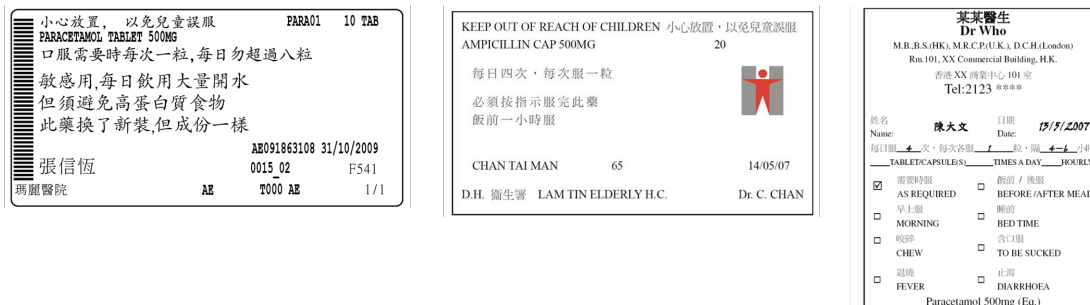 小心放置, 以免兒童誤服 PARA01 10 TAB
PARACETAMOL TABLET 500MG
口服需要時每次一粒,每日勿超過八粒
敏感用,每日飲用大量開水
但須避免高蛋白質食物
此藥換了新裝,但成份一樣
AE091863108 31/10/2009
張信恆 0015_02 F541
瑪麗醫院 AE T000 AE 1/1
KEEP OUT OF REACH OF CHILDREN 小心放置,以免兒童誤服
AMPICILLIN CAP 500MG 20
每日四次,每次服一粒
必須按指示服完此藥
飯前一小時服
CHAN TAI MAN 65 14/05/07
D.H. 衞生署 LAM TIN ELDERLY H.C. Dr. C. CHAN
某某醫生
Dr Who
M.B.,B.S.(HK), M.R.C.P.(U.K.), D.C.H.(London)
Rm.101, XX Commercial Building, H.K.
香港 XX 商業中心 101 室
Tel:2123 ****
姓名 日期
Name: 陳大文 Date: 13/5/2007
每日服 4 次,每次各服 1 粒,隔 4-6 小時
TABLET/CAPSULE(S) TIMES A DAY HOURLY
需要時服 飯前 / 後服
AS REQUIRED BEFORE/AFTER MEAL
早上服 睡前
MORNING BED TIME
咬碎 含口服
CHEW TO BE SUCKED
退燒 止瀉
FEVER DIARRHOEA
Paracetamol 500mg (Eq.)